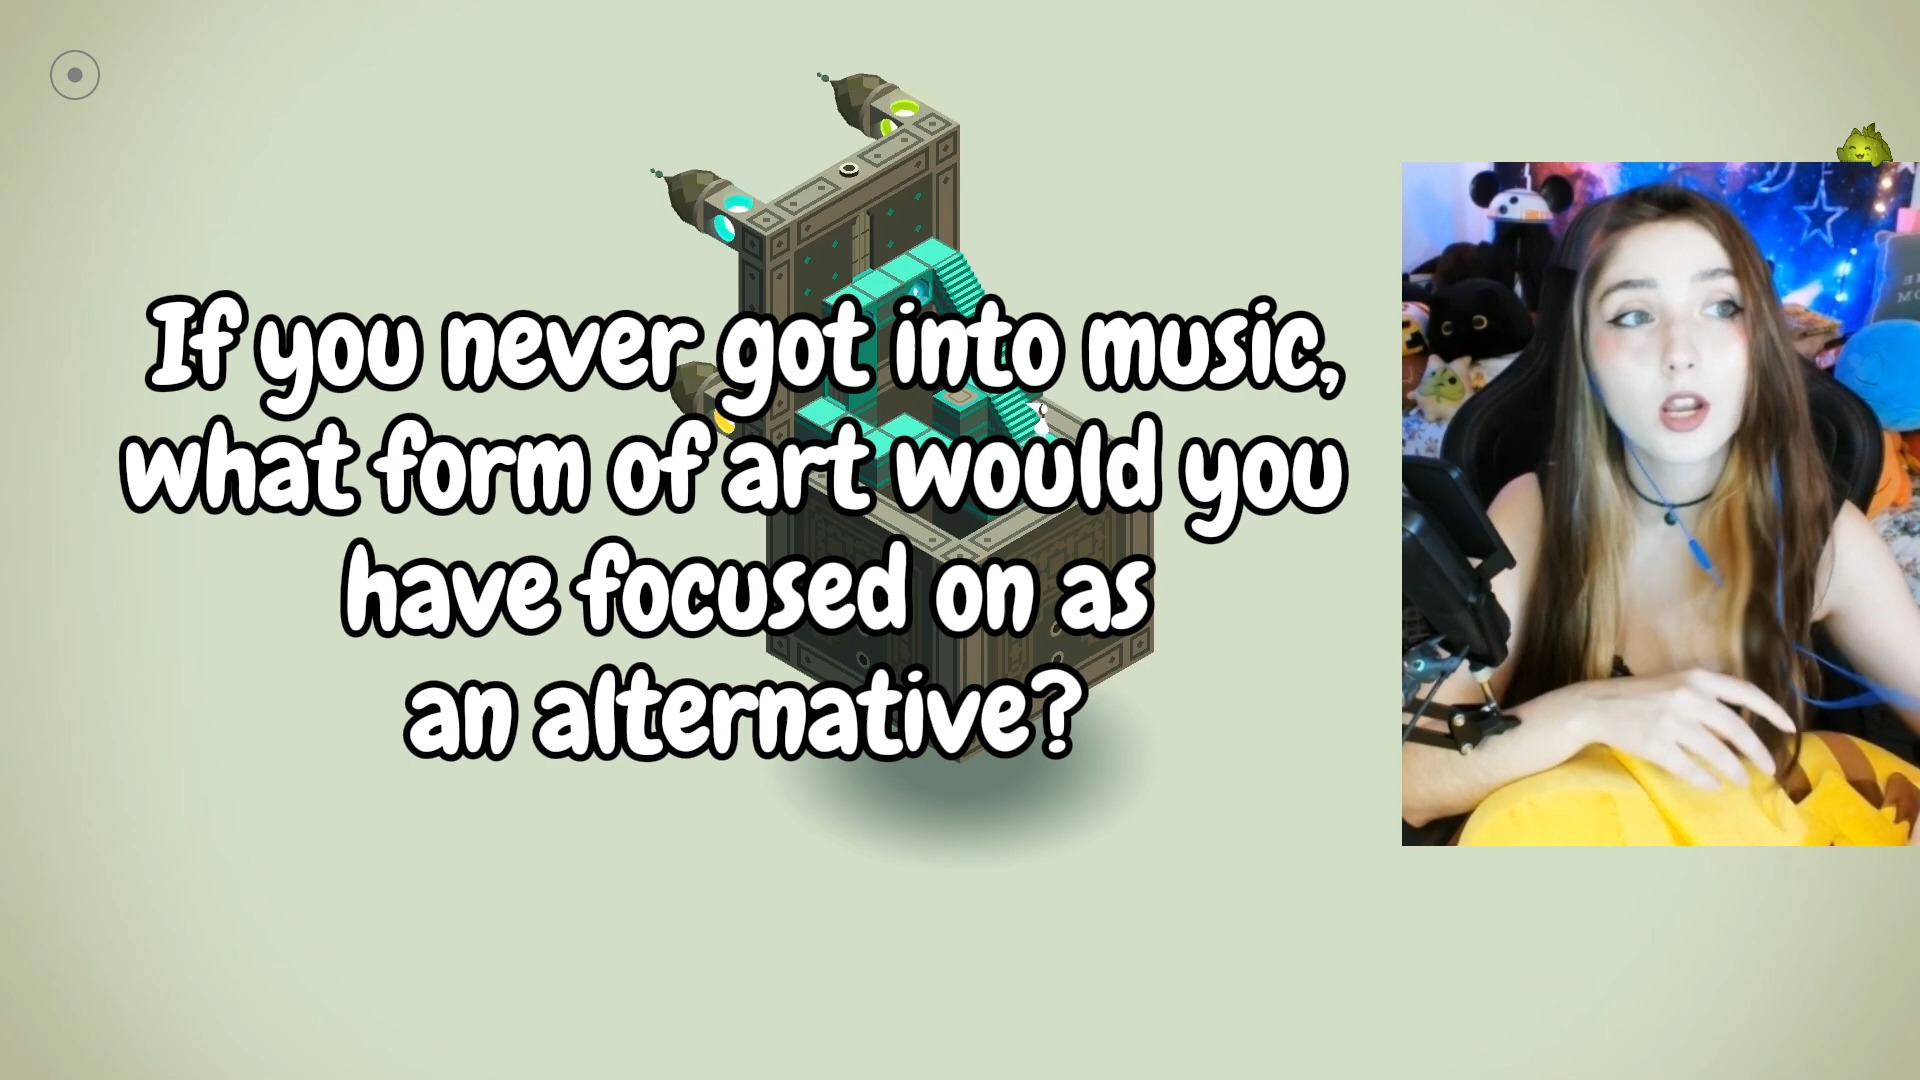 If you never got into music,
what form of art would you
have focused on as
an alternative?